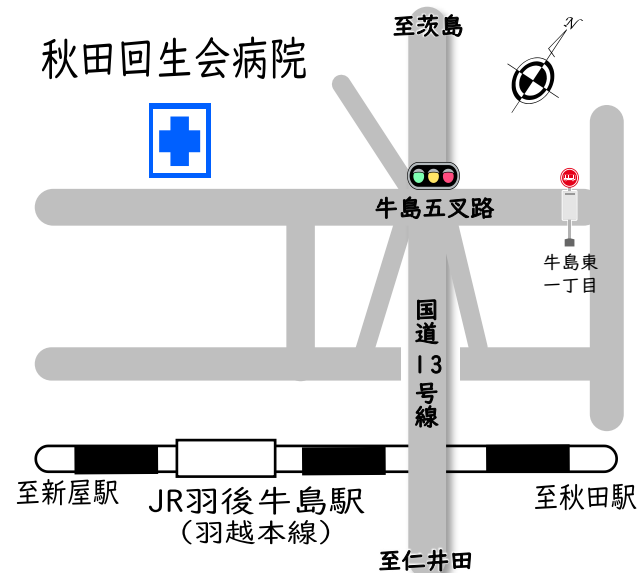 至茨島
N
秋田回生会病院
牛島五叉路
牛島東
一丁目
国道13号線
至新屋駅
JR羽後牛島駅
(羽越本線)
至秋田駅
至仁井田